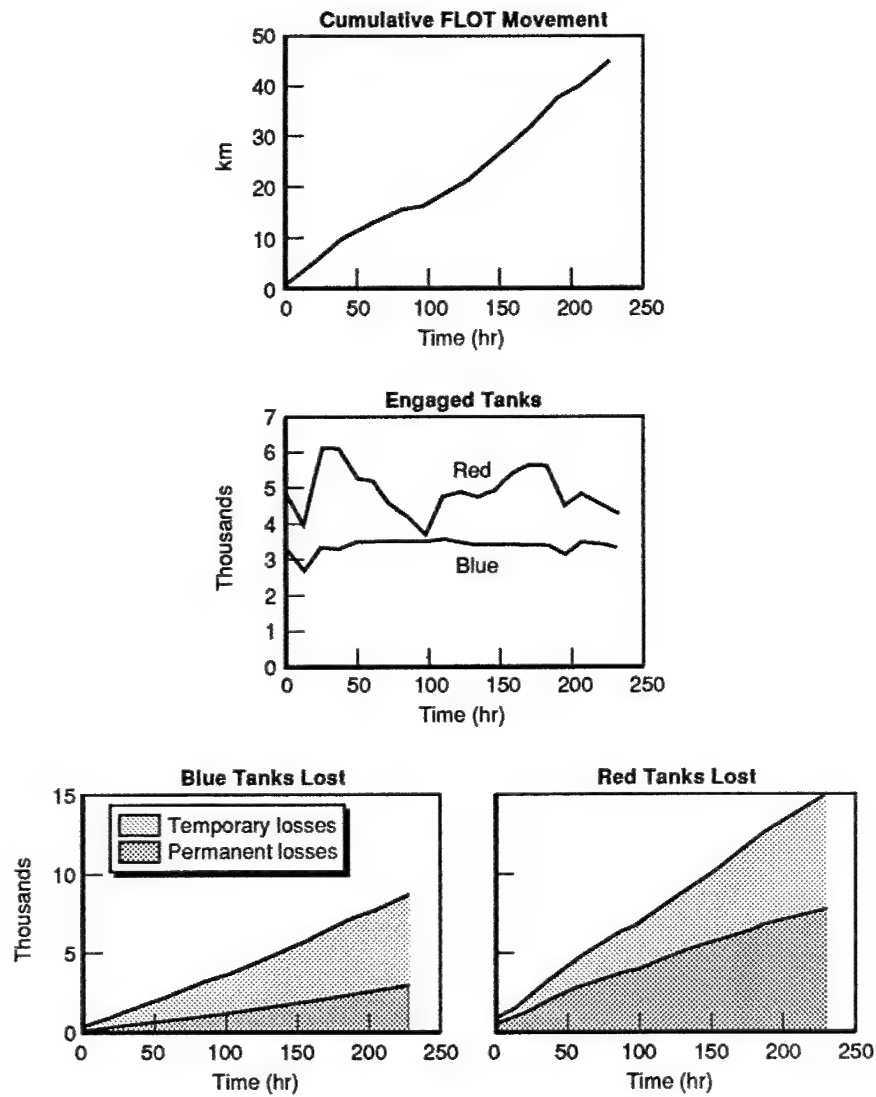 Cumulative FLOT Movement
50
40
30
20
10
0
km
0 50 100 150 200 250
Time (hr)
Engaged Tanks
7
6
5
4
3
2
1
0
Thousands
Red
Blue
0 50 100 150 200 250
Time (hr)
Blue Tanks Lost
15
10
5
0
Thousands
Temporary losses
Permanent losses
0 50 100 150 200 250
Time (hr)
Red Tanks Lost
0 50 100 150 200 250
Time (hr)